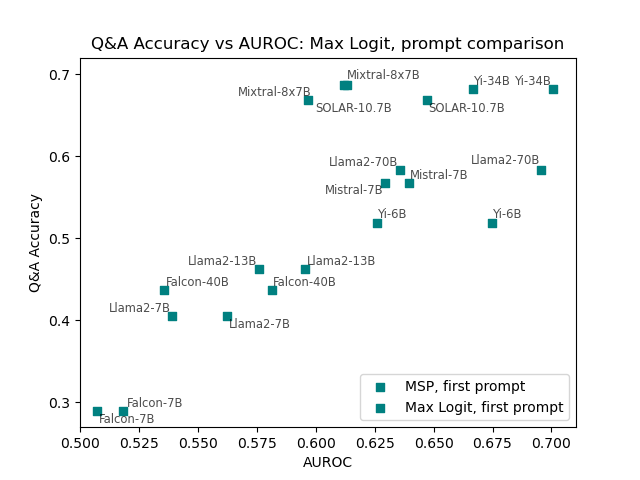 Q&A Accuracy vs AUROC: Max Logit, prompt comparison
Q&A Accuracy
0.7
0.6
0.5
0.4
0.3
Mixtral-8x7B
Mixtral-8x7B
Yi-34B
Yi-34B
SOLAR-10.7B
SOLAR-10.7B
Llama2-70B
Llama2-70B
Mistral-7B
Mistral-7B
Yi-6B
Yi-6B
Llama2-13B
Llama2-13B
Falcon-40B
Falcon-40B
Llama2-7B
Llama2-7B
Falcon-7B
Falcon-7B
MSP, first prompt
Max Logit, first prompt
0.500 0.525 0.550 0.575 0.600 0.625 0.650 0.675 0.700
AUROC